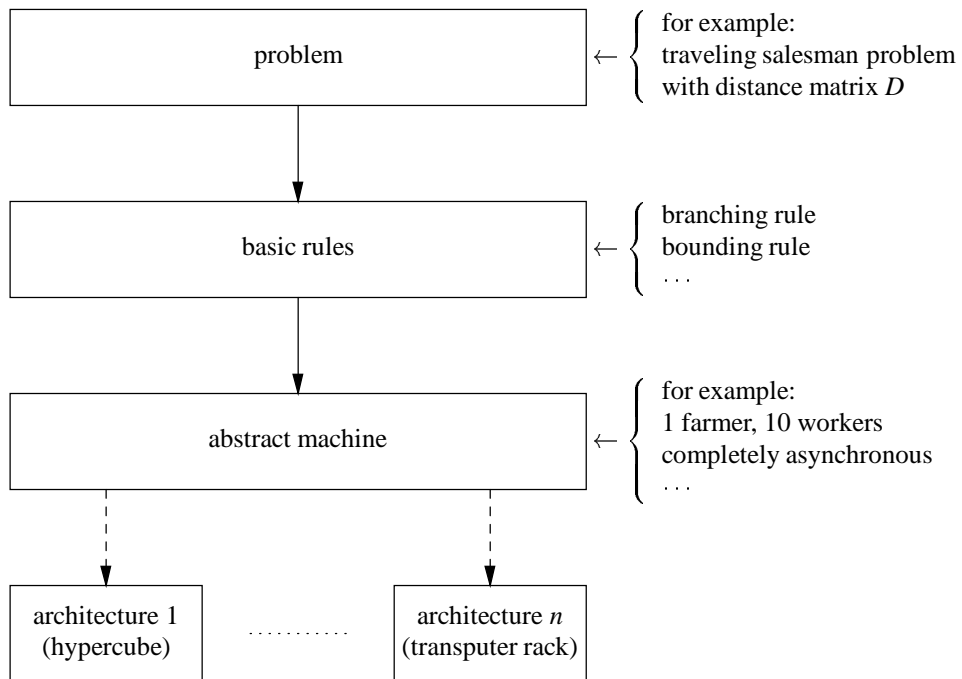 problem
for example:
traveling salesman problem
with distance matrix D
basic rules
branching rule
bounding rule
...
abstract machine
for example:
1 farmer, 10 workers
completely asynchronous
...
architecture 1
(hypercube)
...........
architecture n
(transputer rack)